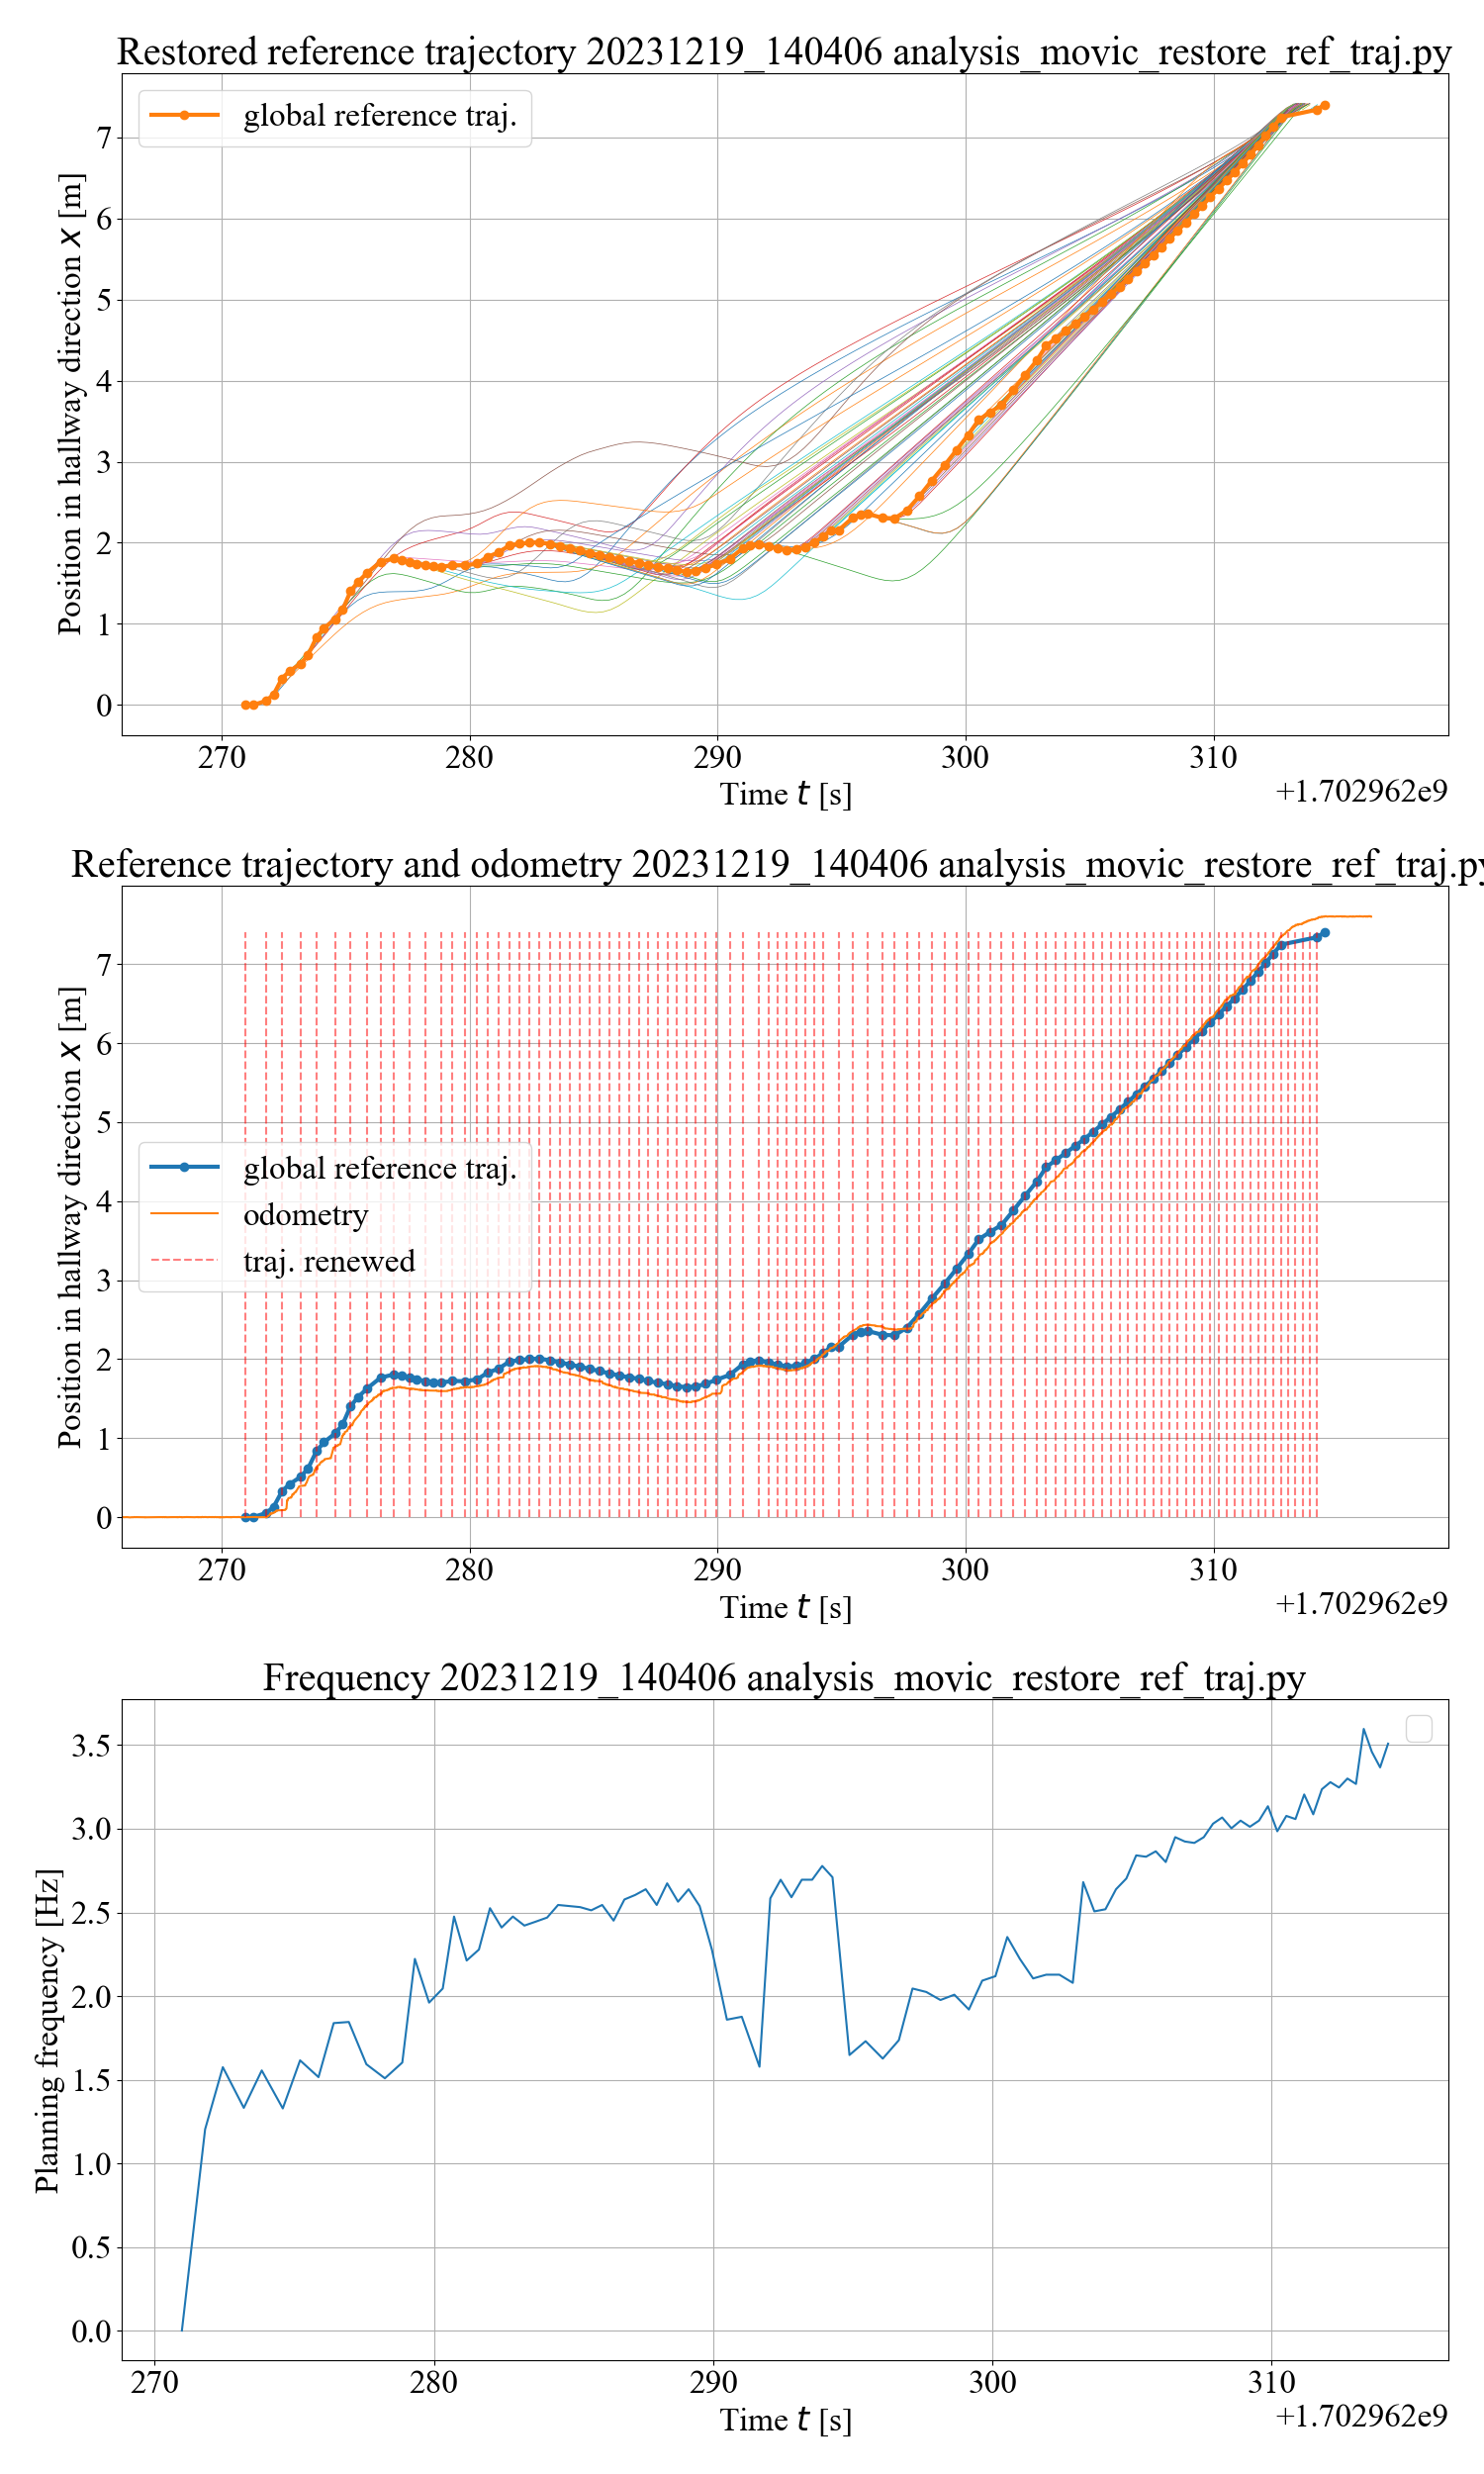 Restored reference trajectory 20231219_140406 analysis_movic_restore_ref_traj.py
global reference traj.
Position in hallway direction x [m]
7
6
5
4
3
2
1
0
270 280 290 300 310
Time t [s]
+1.702962e9
Reference trajectory and odometry 20231219_140406 analysis_movic_restore_ref_traj.py
global reference traj.
odometry
traj. renewed
Position in hallway direction x [m]
7
6
5
4
3
2
1
0
270 280 290 300 310
Time t [s]
+1.702962e9
Frequency 20231219_140406 analysis_movic_restore_ref_traj.py
Planning frequency [Hz]
3.5
3.0
2.5
2.0
1.5
1.0
0.5
0.0
270 280 290 300 310
Time t [s]
+1.702962e9